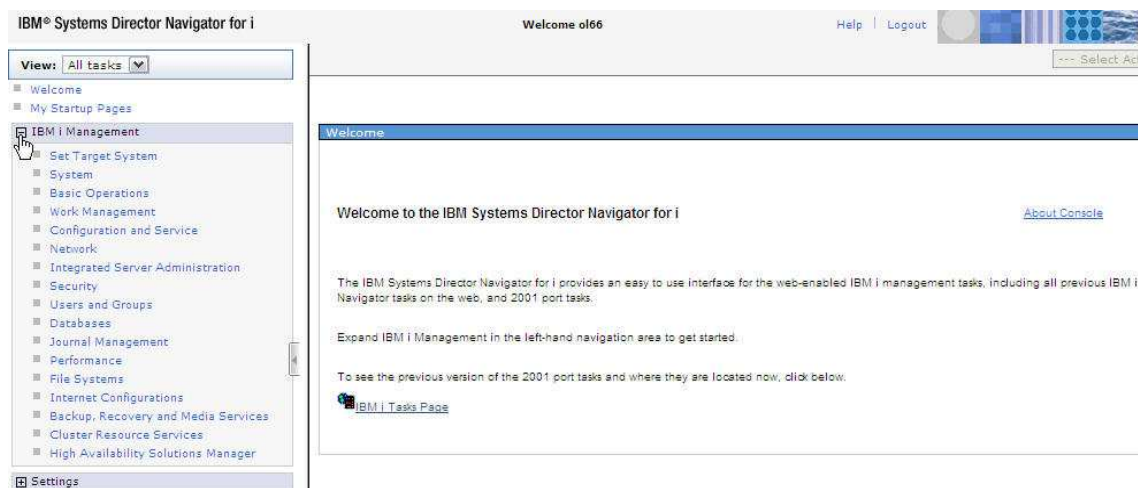 IBM® Systems Director Navigator for i
Welcome ol66
Help
Logout
View: All tasks
--- Select Ac
Welcome
My Startup Pages
IBM i Management
Set Target System
System
Basic Operations
Work Management
Configuration and Service
Network
Integrated Server Administration
Security
Users and Groups
Databases
Journal Management
Performance
File Systems
Internet Configurations
Backup, Recovery and Media Services
Cluster Resource Services
High Availability Solutions Manager
Settings
Welcome
Welcome to the IBM Systems Director Navigator for i
About Console
The IBM Systems Director Navigator for i provides an easy to use interface for the web-enabled IBM i management tasks, including all previous IBM i
Navigator tasks on the web, and 2001 port tasks.
Expand IBM i Management in the left-hand navigation area to get started.
To see the previous version of the 2001 port tasks and where they are located now, click below.
IBM i Tasks Page